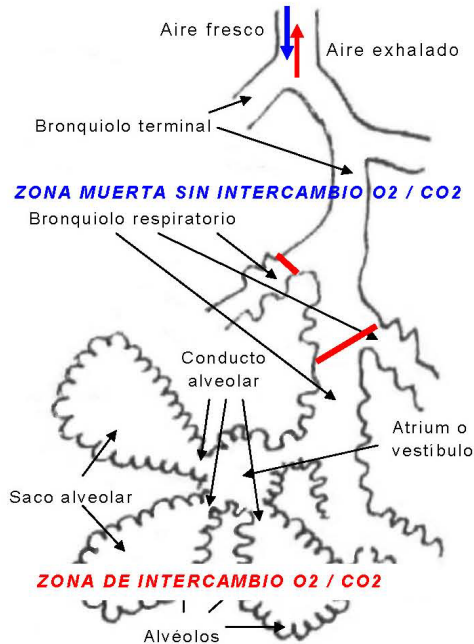 Aire fresco
Aire exhalado
Bronquiolo terminal
ZONA MUERTA SIN INTERCAMBIO O2 / CO2
Bronquiolo respiratorio
Conducto
alveolar
Atrium o
vestíbulo
Saco alveolar
ZONA DE INTERCAMBIO O2 / CO2
Alvéolos